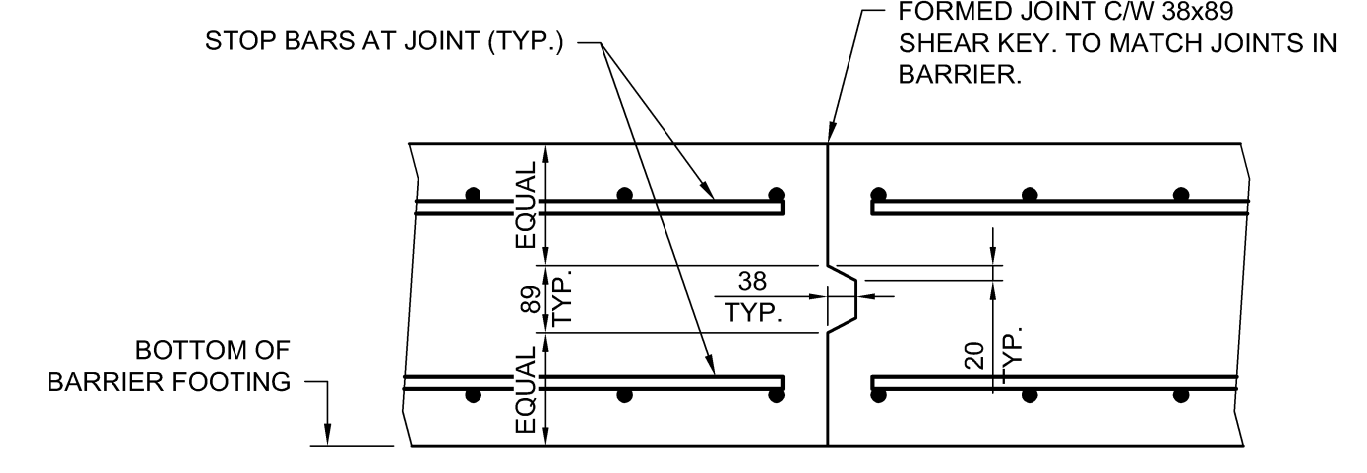 FORMED JOINT C/W 38x89
SHEAR KEY. TO MATCH JOINTS IN
BARRIER.
STOP BARS AT JOINT (TYP.)
EQUAL
89
TYP.
EQUAL
38
TYP.
20
TYP.
BOTTOM OF
BARRIER FOOTING